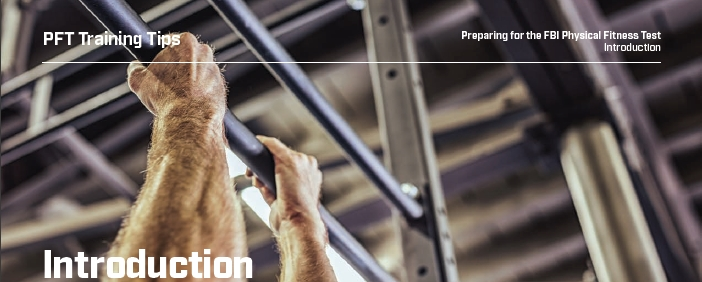 PFT Training Tips
Preparing for the FBI Physical Fitness Test
Introduction
Introduction